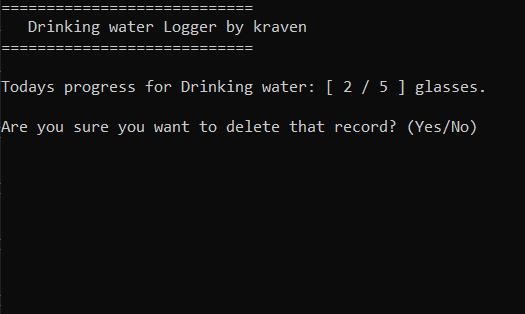 ============================
Drinking water Logger by kraven
============================
Todays progress for Drinking water: [ 2 / 5 ] glasses.
Are you sure you want to delete that record? (Yes/No)